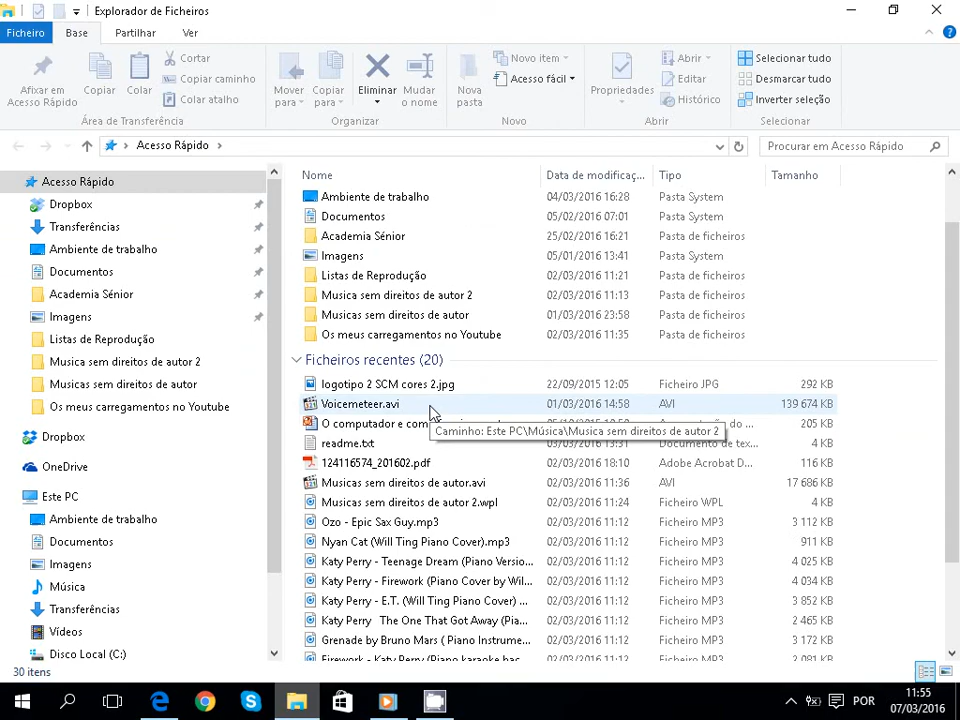 Explorador de Ficheiros
Ficheiro Base Partilhar Ver
Afixar em Acesso Rápido
Copiar
Colar
Cortar
Copiar caminho
Colar atalho
Mover para
Copiar para
Eliminar
Mudar o nome
Nova pasta
Novo item
Acesso fácil
Propriedades
Abrir
Editar
Histórico
Selecionar tudo
Desmarcar tudo
Inverter seleção
Área de Transferência Organizar Novo Abrir Selecionar
Acesso Rápido
Procurar em Acesso Rápido
Acesso Rápido
Dropbox
Transferências
Ambiente de trabalho
Documentos
Academia Sénior
Imagens
Listas de Reprodução
Musica sem direitos de autor 2
Musicas sem direitos de autor
Os meus carregamentos no Youtube
Dropbox
OneDrive
Este PC
Ambiente de trabalho
Documentos
Imagens
Música
Transferências
Vídeos
Disco Local (C:)
Nome Data de modificaç... Tipo Tamanho
Ambiente de trabalho 04/03/2016 16:28 Pasta System
Documentos 05/02/2016 07:01 Pasta System
Academia Sénior 25/02/2016 16:21 Pasta de ficheiros
Imagens 05/01/2016 13:41 Pasta System
Listas de Reprodução 02/03/2016 11:21 Pasta de ficheiros
Musica sem direitos de autor 2 02/03/2016 11:13 Pasta de ficheiros
Musicas sem direitos de autor 01/03/2016 23:58 Pasta de ficheiros
Os meus carregamentos no Youtube 02/03/2016 11:35 Pasta de ficheiros
Ficheiros recentes (20)
logotipo 2 SCM cores 2.jpg 22/09/2015 12:05 Ficheiro JPG 292 KB
Voicemeteer.avi 01/03/2016 14:58 AVI 139 674 KB
O computador e com do... 205 KB
Caminho: Este PC\Música\Musica sem direitos de autor 2
readme.txt Documento de tex... 4 KB
124116574_201602.pdf 02/03/2016 18:10 Adobe Acrobat D... 3 KB
Musicas sem direitos de autor.avi 02/03/2016 11:36 AVI 17 686 KB
Musicas sem direitos de autor 2.wpl 02/03/2016 11:24 Ficheiro WPL 4 KB
Ozo - Epic Sax Guy.mp3 02/03/2016 11:12 Ficheiro MP3 3 112 KB
Nyan Cat (Will Ting Piano Cover).mp3 02/03/2016 11:12 Ficheiro MP3 911 KB
Katy Perry - Teenage Dream (Piano Versio... 02/03/2016 11:12 Ficheiro MP3 4 025 KB
Katy Perry - Firework (Piano Cover by Wil... 02/03/2016 11:12 Ficheiro MP3 4 034 KB
Katy Perry - E.T. (Will Ting Piano Cover) ... 02/03/2016 11:12 Ficheiro MP3 3 852 KB
Katy Perry The One That Got Away (Pia... 02/03/2016 11:12 Ficheiro MP3 2 465 KB
Grenade by Bruno Mars ( Piano Instrume... 02/03/2016 11:12 Ficheiro MP3 3 172 KB
Firework - Katy Perry (Piano karaoke bac... 02/03/2016 11:12 Ficheiro MP3 2 081 KB
30 itens
POR
11:55
07/03/2016